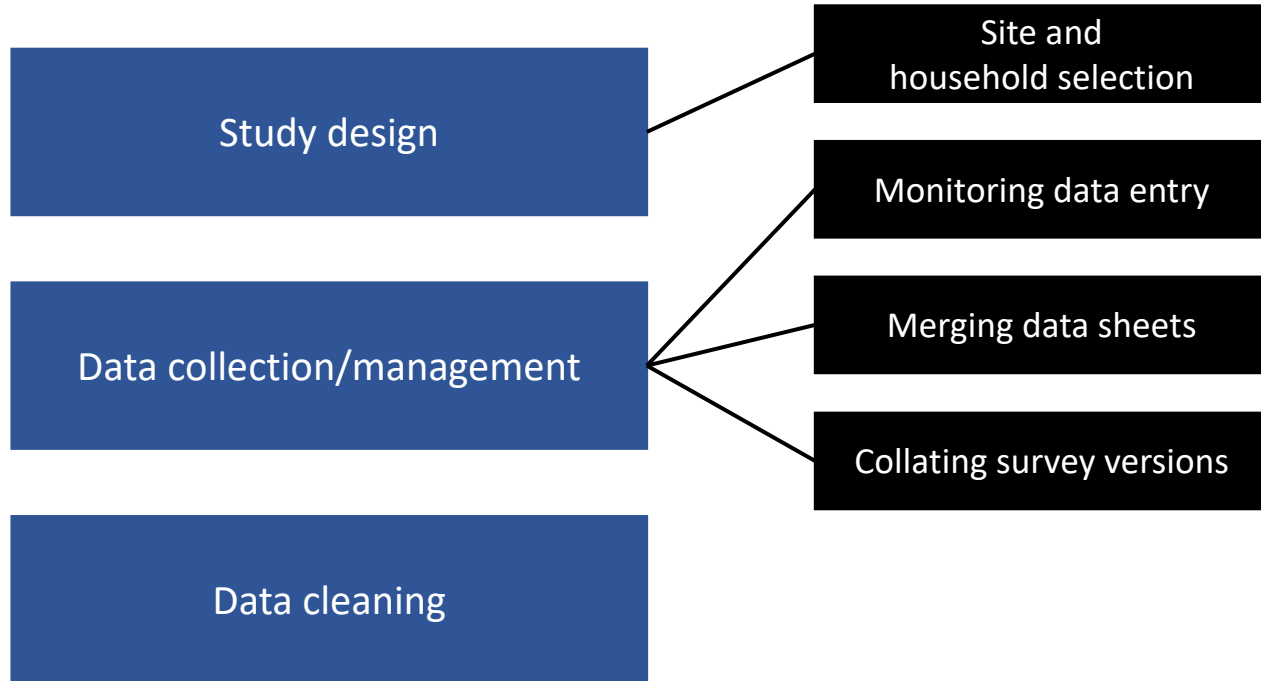 Study design
Site and
household selection
Monitoring data entry
Data collection/management
Merging data sheets
Collating survey versions
Data cleaning